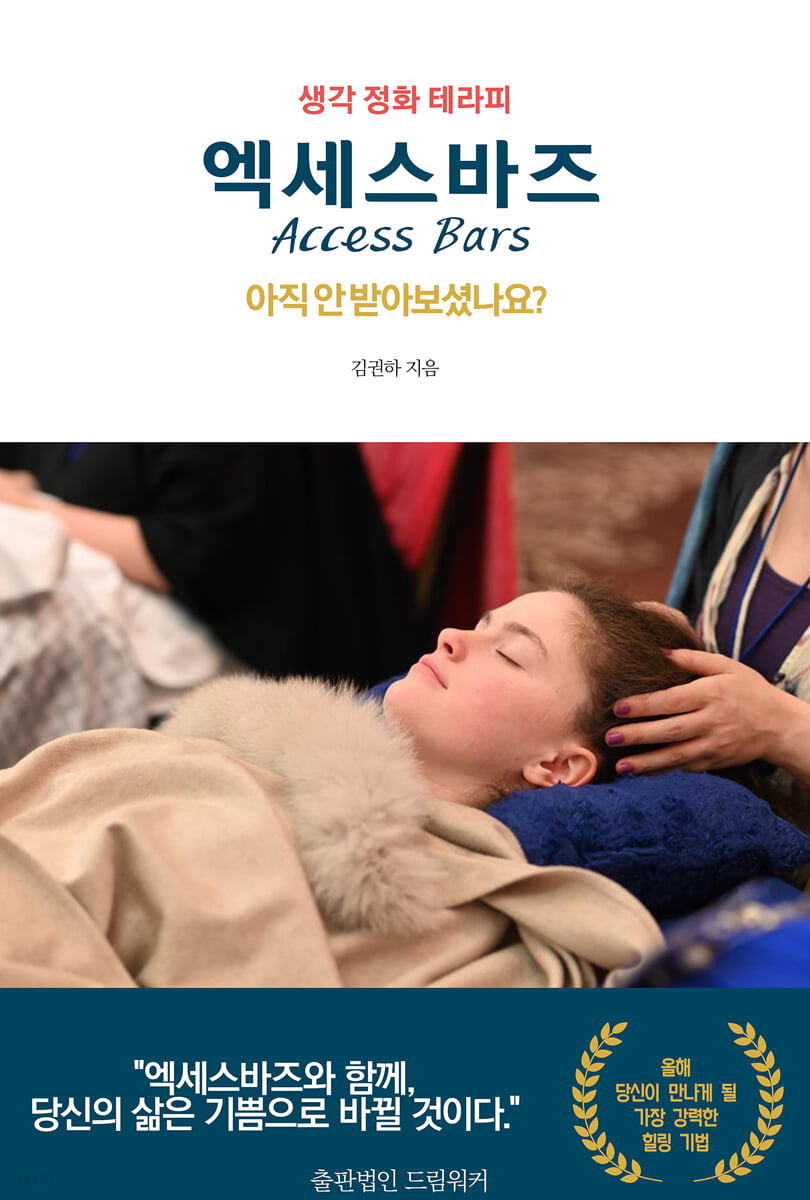 생각 정화 테라피
엑세스바즈
Access Bars
아직 안 받아보셨나요?
김권하 지음
"엑세스바즈와 함께,
당신의 삶은 기쁨으로 바뀔 것이다."
올해
당신이 만나게 될
가장 강력한
힐링 기법
출판법인 드림워커